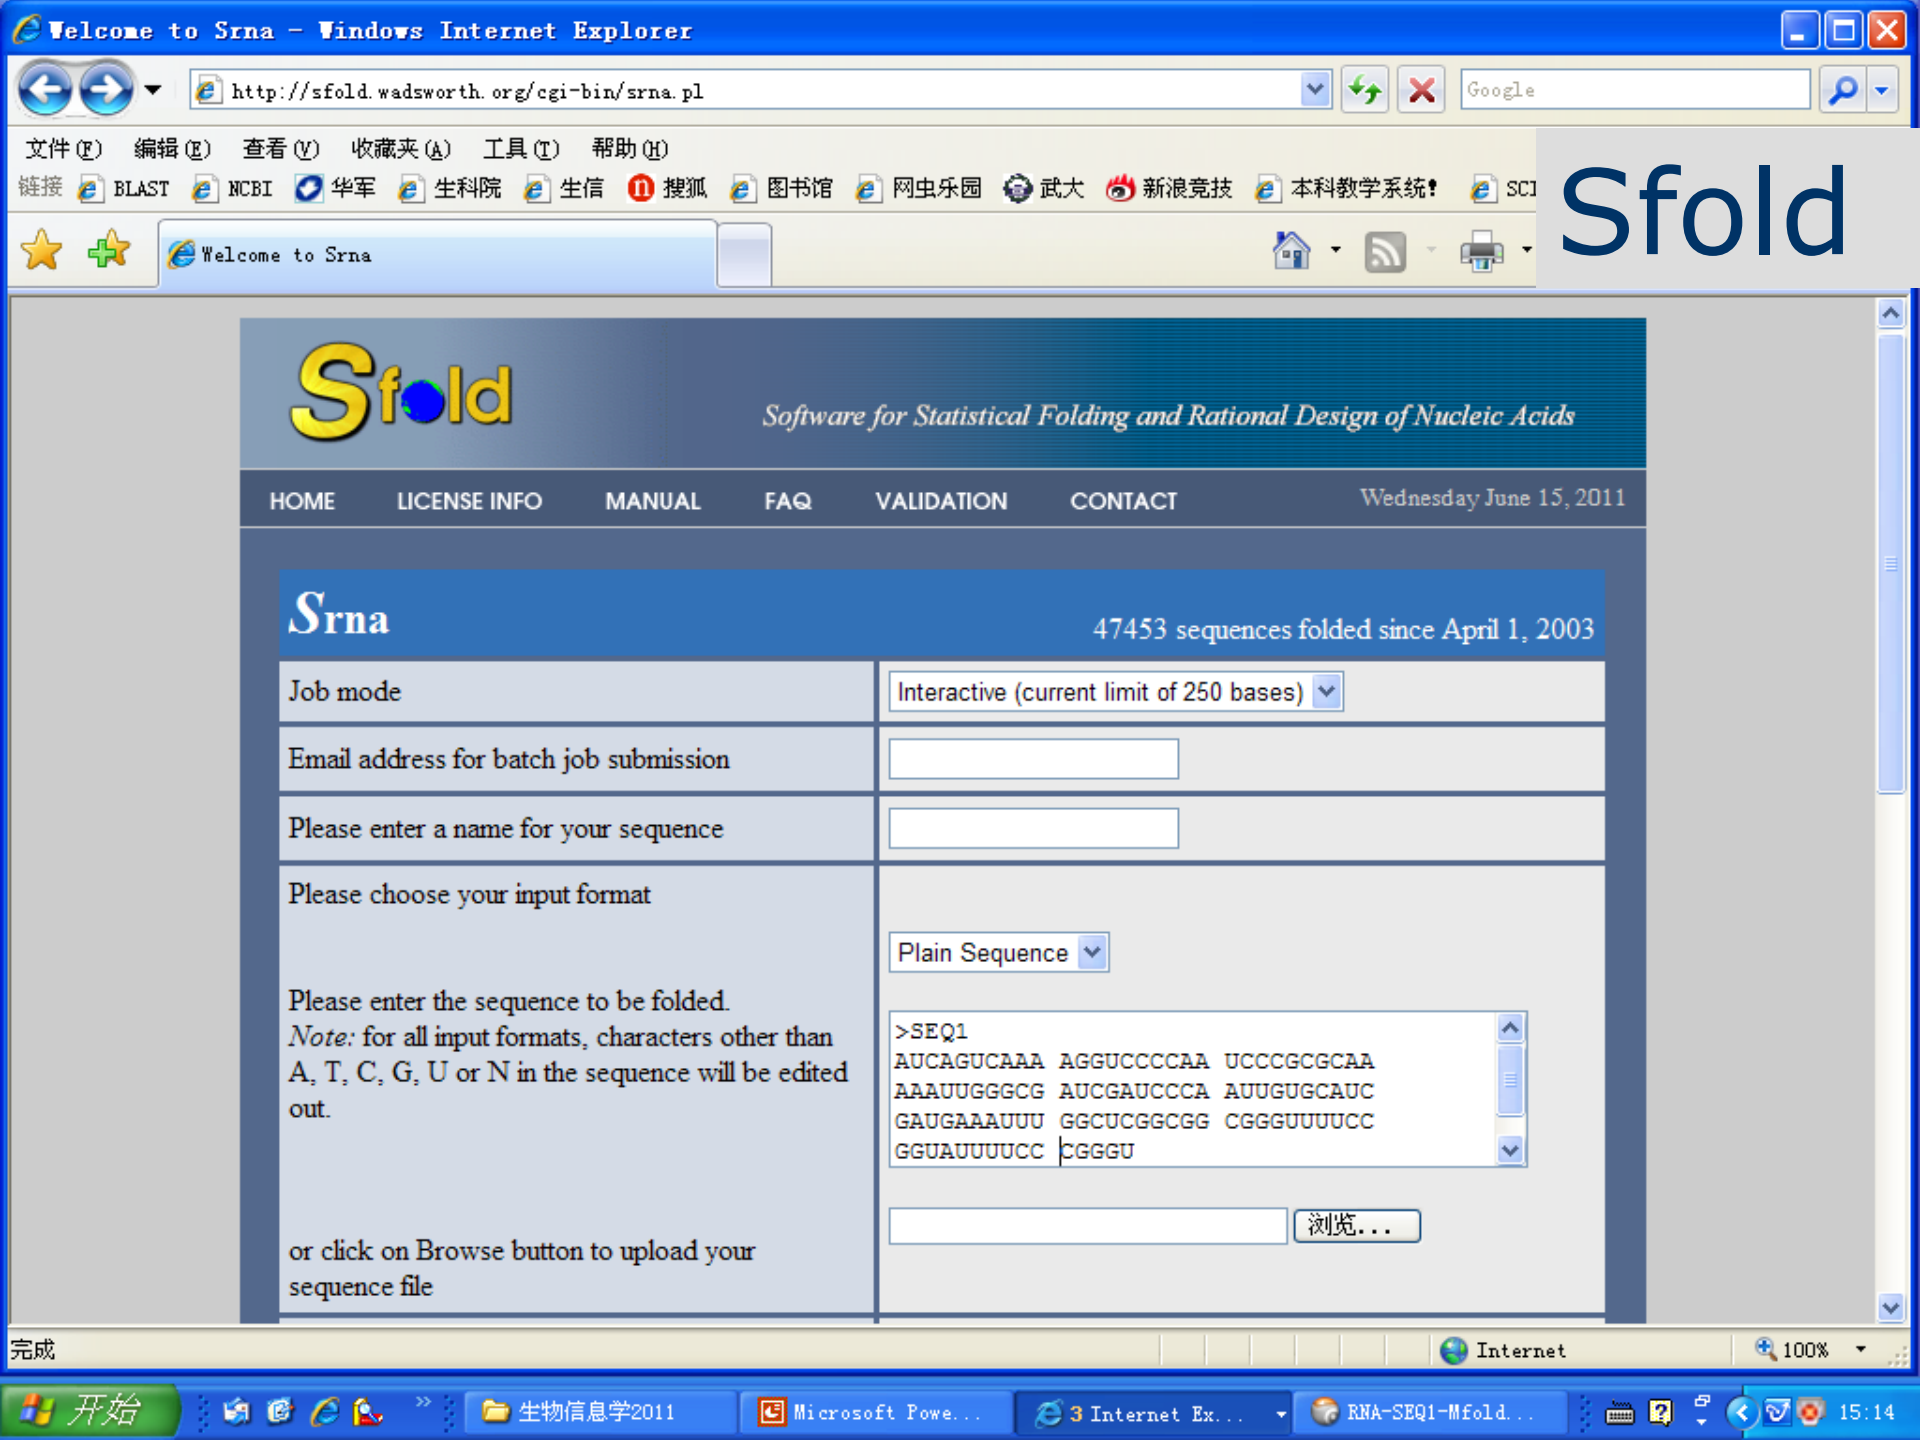 Welcome to Srna - Windows Internet Explorer
http://sfold.wadsworth.org/cgi-bin/srna.pl
Google
文件(F) 编辑(E) 查看(V) 收藏夹(A) 工具(T) 帮助(H)
链接 BLAST NCBI 华军 生科院 生信 搜狐 图书馆 网虫乐园 武大 新浪竞技 本科教学系统! SCI
Sfold
Welcome to Srna
Sfold
Software for Statistical Folding and Rational Design of Nucleic Acids
HOME LICENSE INFO MANUAL FAQ VALIDATION CONTACT Wednesday June 15, 2011
Srna
47453 sequences folded since April 1, 2003
Job mode
Interactive (current limit of 250 bases)
Email address for batch job submission
Please enter a name for your sequence
Please choose your input format
Plain Sequence
Please enter the sequence to be folded.
Note: for all input formats, characters other than
A, T, C, G, U or N in the sequence will be edited
out.
>SEQ1
AUCAGUCAAA AGGUCCCCAA UCCCGCGCAA
AAAUUGGGCG AUCGAUCCCA AUUGUGCAUC
GAUGAAAUUU GGCUCGGCGG CGGGUUUUCC
GGUAUUUUCC CGGGU
浏览...
or click on Browse button to upload your
sequence file
完成
Internet
100%
开始
生物信息学2011
Microsoft Powe...
3 Internet Ex...
RNA-SEQ1-Mfold...
15:14